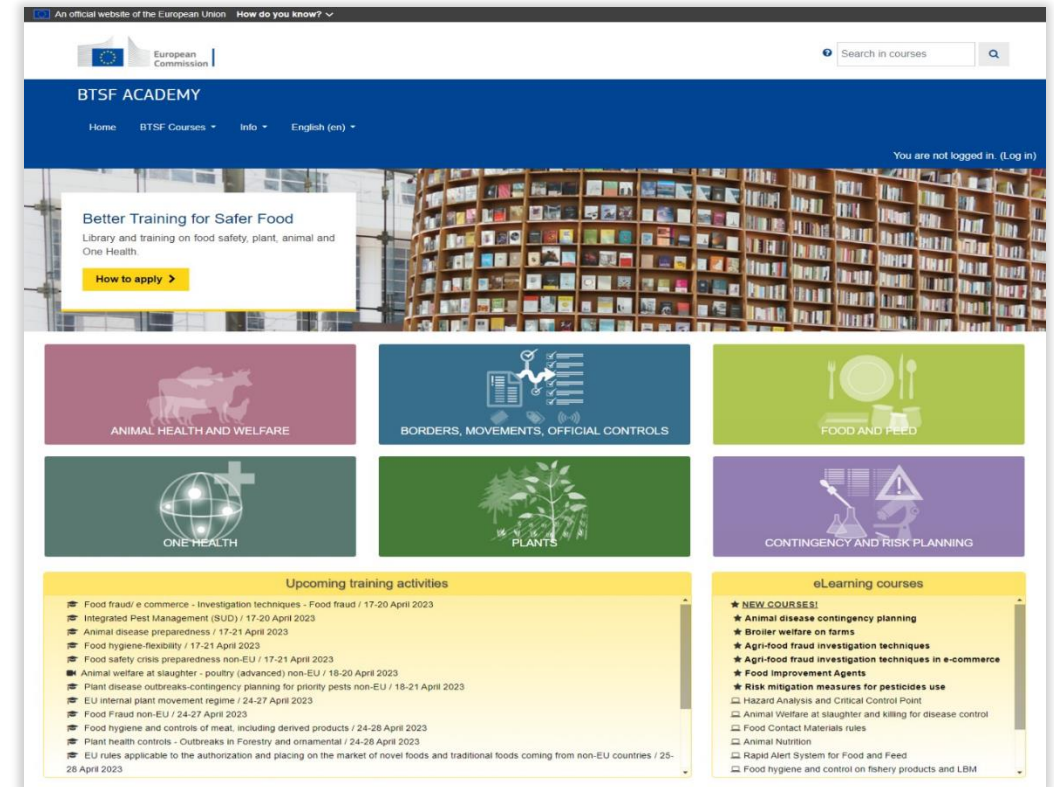 An official website of the European Union How do you know?
European
Commission
Search in courses
BTSF ACADEMY
Home BTSF Courses Info English (en)
You are not logged in. (Log in)
Better Training for Safer Food
Library and training on food safety, plant, animal and
One Health.
How to apply
ANIMAL HEALTH AND WELFARE
BORDERS, MOVEMENTS, OFFICIAL CONTROLS
FOOD AND FEED
ONE HEALTH
PLANTS
CONTINGENCY AND RISK PLANNING
Upcoming training activities
Food fraud/ e commerce - Investigation techniques - Food fraud / 17-20 April 2023
Integrated Pest Management (SUD) / 17-20 April 2023
Animal disease preparedness / 17-21 April 2023
Food hygiene-flexibility / 17-21 April 2023
Food safety crisis preparedness non-EU / 17-21 April 2023
Animal welfare at slaughter - poultry (advanced) non-EU / 18-20 April 2023
Plant disease outbreaks-contingency planning for priority pests non-EU / 18-21 April 2023
EU internal plant movement regime / 24-27 April 2023
Food Fraud non-EU / 24-27 April 2023
Food hygiene and controls of meat, including derived products / 24-28 April 2023
Plant health controls - Outbreaks in Forestry and ornamental / 24-28 April 2023
EU rules applicable to the authorization and placing on the market of novel foods and traditional foods coming from non-EU countries / 25-
28 April 2023
eLearning courses
NEW COURSES!
Animal disease contingency planning
Broiler welfare on farms
Agri-food fraud investigation techniques
Agri-food fraud investigation techniques in e-commerce
Food Improvement Agents
Risk mitigation measures for pesticides use
Hazard Analysis and Critical Control Point
Animal Welfare at slaughter and killing for disease control
Food Contact Materials rules
Animal Nutrition
Rapid Alert System for Food and Feed
Food hygiene and control on fishery products and LBM